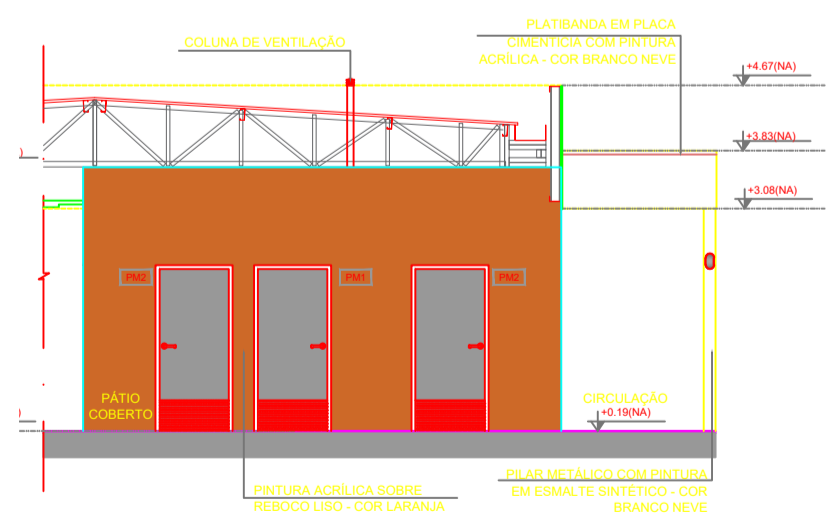 COLUNA DE VENTILAÇÃO
PLATIBANDA EM PLACA
CIMENTICIA COM PINTURA
ACRÍLICA - COR BRANCO NEVE
+4.67(NA)
+3.83(NA)
+3.08(NA)
PM2
PM1
PM2
PÁTIO
COBERTO
CIRCULAÇÃO
+0.19(NA)
PINTURA ACRÍLICA SOBRE
REBOCO LISO - COR LARANJA
PILAR METÁLICO COM PINTURA
EM ESMALTE SINTÉTICO - COR
BRANCO NEVE